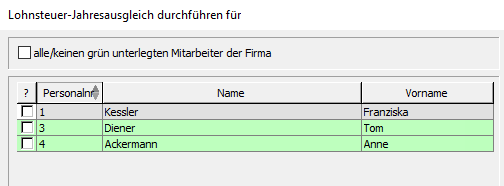 Lohnsteuer-Jahresausgleich durchführen für
alle/keinen grün unterlegten Mitarbeiter der Firma
? Personalnr Name Vorname
1 Kessler Franziska
3 Diener Tom
4 Ackermann Anne